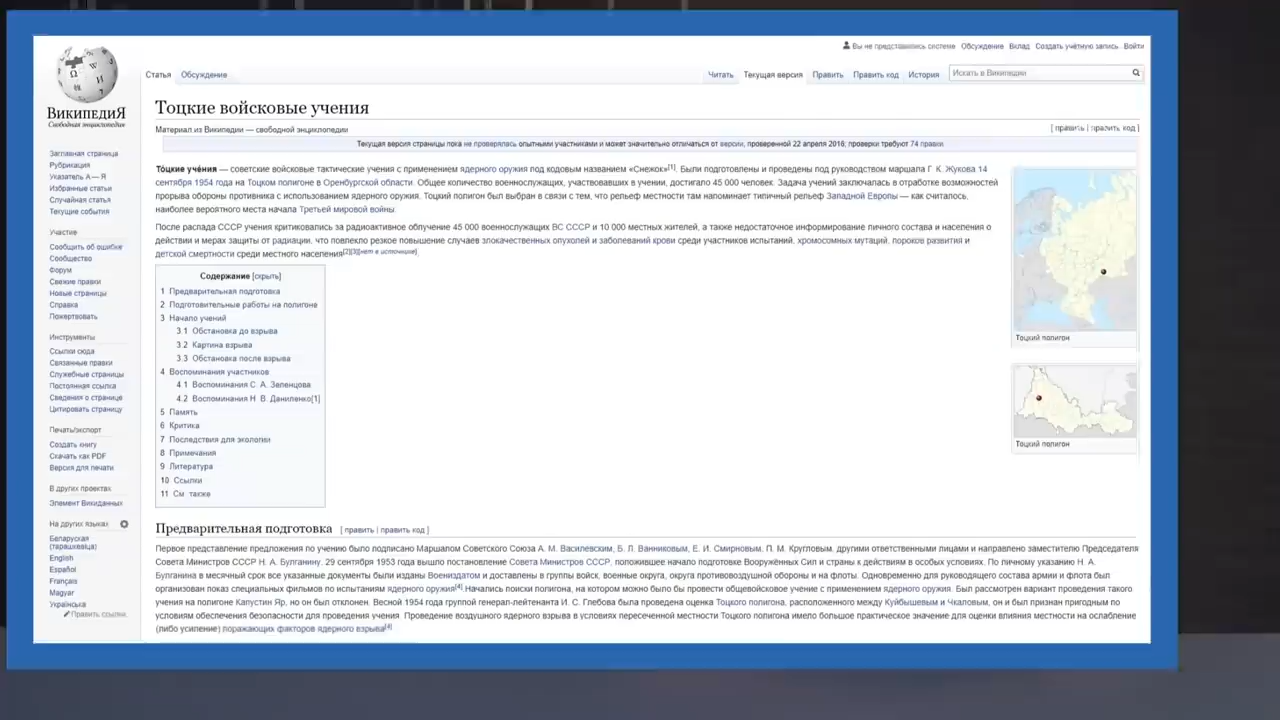 Вы не представились системе Обсуждение Вклад Создать учётную запись Войти
Статья Обсуждение Читать Текущая версия Править Править код История Искать в Википедии
ВИКИПЕДИЯ
Свободная энциклопедия
Заглавная страница
Рубрикация
Указатель А — Я
Избранные статьи
Случайная статья
Текущие события
Участие
Сообщить об ошибке
Сообщество
Форум
Свежие правки
Новые страницы
Справка
Пожертвовать
Инструменты
Ссылки сюда
Связанные правки
Служебные страницы
Постоянная ссылка
Сведения о странице
Цитировать страницу
Печать/экспорт
Создать книгу
Скачать как PDF
Версия для печати
В других проектах
Элемент Викиданных
На других языках
Беларуская
(тарашкевіца)
English
Español
Français
Magyar
Українська
Править ссылки
Тоцкие войсковые учения
Материал из Википедии — свободной энциклопедии
[ править | править код ]
Текущая версия страницы пока не проверялась опытными участниками и может значительно отличаться от версии, проверенной 22 апреля 2018; проверки требуют 74 правки.
То́цкие уче́ния — советские войсковые тактические учения с применением ядерного оружия под кодовым названием «Снежок»[1]. Были подготовлены и проведены под руководством маршала Г. К. Жукова 14
сентября 1954 года на Тоцком полигоне в Оренбургской области. Общее количество военнослужащих, участвовавших в учении, достигало 45 000 человек. Задача учений заключалась в отработке возможностей
прорыва обороны противника с использованием ядерного оружия. Тоцкий полигон был выбран в связи с тем, что рельеф местности там напоминает типичный рельеф Западной Европы — как считалось,
наиболее вероятного места начала Третьей мировой войны.
После распада СССР учения критиковались за радиоактивное облучение 45 000 военнослужащих ВС СССР и 10 000 местных жителей, а также недостаточное информирование личного состава и населения о
действии и мерах защиты от радиации, что повлекло резкое повышение случаев злокачественных опухолей и заболеваний крови среди участников испытаний, хромосомных мутаций, пороков развития и
детской смертности среди местного населения[2][3][нет в источнике].
Содержание [скрыть]
1 Предварительная подготовка
2 Подготовительные работы на полигоне
3 Начало учений
3.1 Обстановка до взрыва
3.2 Картина взрыва
3.3 Обстановка после взрыва
4 Воспоминания участников
4.1 Воспоминания С. А. Зеленцова
4.2 Воспоминания Н. В. Даниленко[1]
5 Память
6 Критика
7 Последствия для экологии
8 Примечания
9 Литература
10 Ссылки
11 См. также
Тоцкий полигон
Тоцкий полигон
Предварительная подготовка [ править | править код ]
Первое представление предложения по учению было подписано Маршалом Советского Союза А. М. Василевским, Б. Л. Ванниковым, Е. И. Смирновым, П. М. Кругловым, другими ответственными лицами и направлено заместителю Председателя
Совета Министров СССР Н. А. Булганину. 29 сентября 1953 года вышло постановление Совета Министров СССР, положившее начало подготовке Вооружённых Сил и страны к действиям в особых условиях. По личному указанию Н. А.
Булганина в месячный срок все указанные документы были изданы Воениздатом и доставлены в группы войск, военные округа, округа противовоздушной обороны и на флоты. Одновременно для руководящего состава армии и флота был
организован показ специальных фильмов по испытаниям ядерного оружия[4]. Начались поиски полигона, на котором можно было бы провести общевойсковое учение с применением ядерного оружия. Был рассмотрен вариант проведения такого
учения на полигоне Капустин Яр, но он был отклонен. Весной 1954 года группой генерал-лейтенанта И. С. Глебова была проведена оценка Тоцкого полигона, расположенного между Куйбышевым и Чкаловым, он и был признан пригодным по
условиям обеспечения безопасности для проведения учения. Проведение воздушного ядерного взрыва в условиях пересеченной местности Тоцкого полигона имело большое практическое значение для оценки влияния местности на ослабление
(либо усиление) поражающих факторов ядерного взрыва[4]